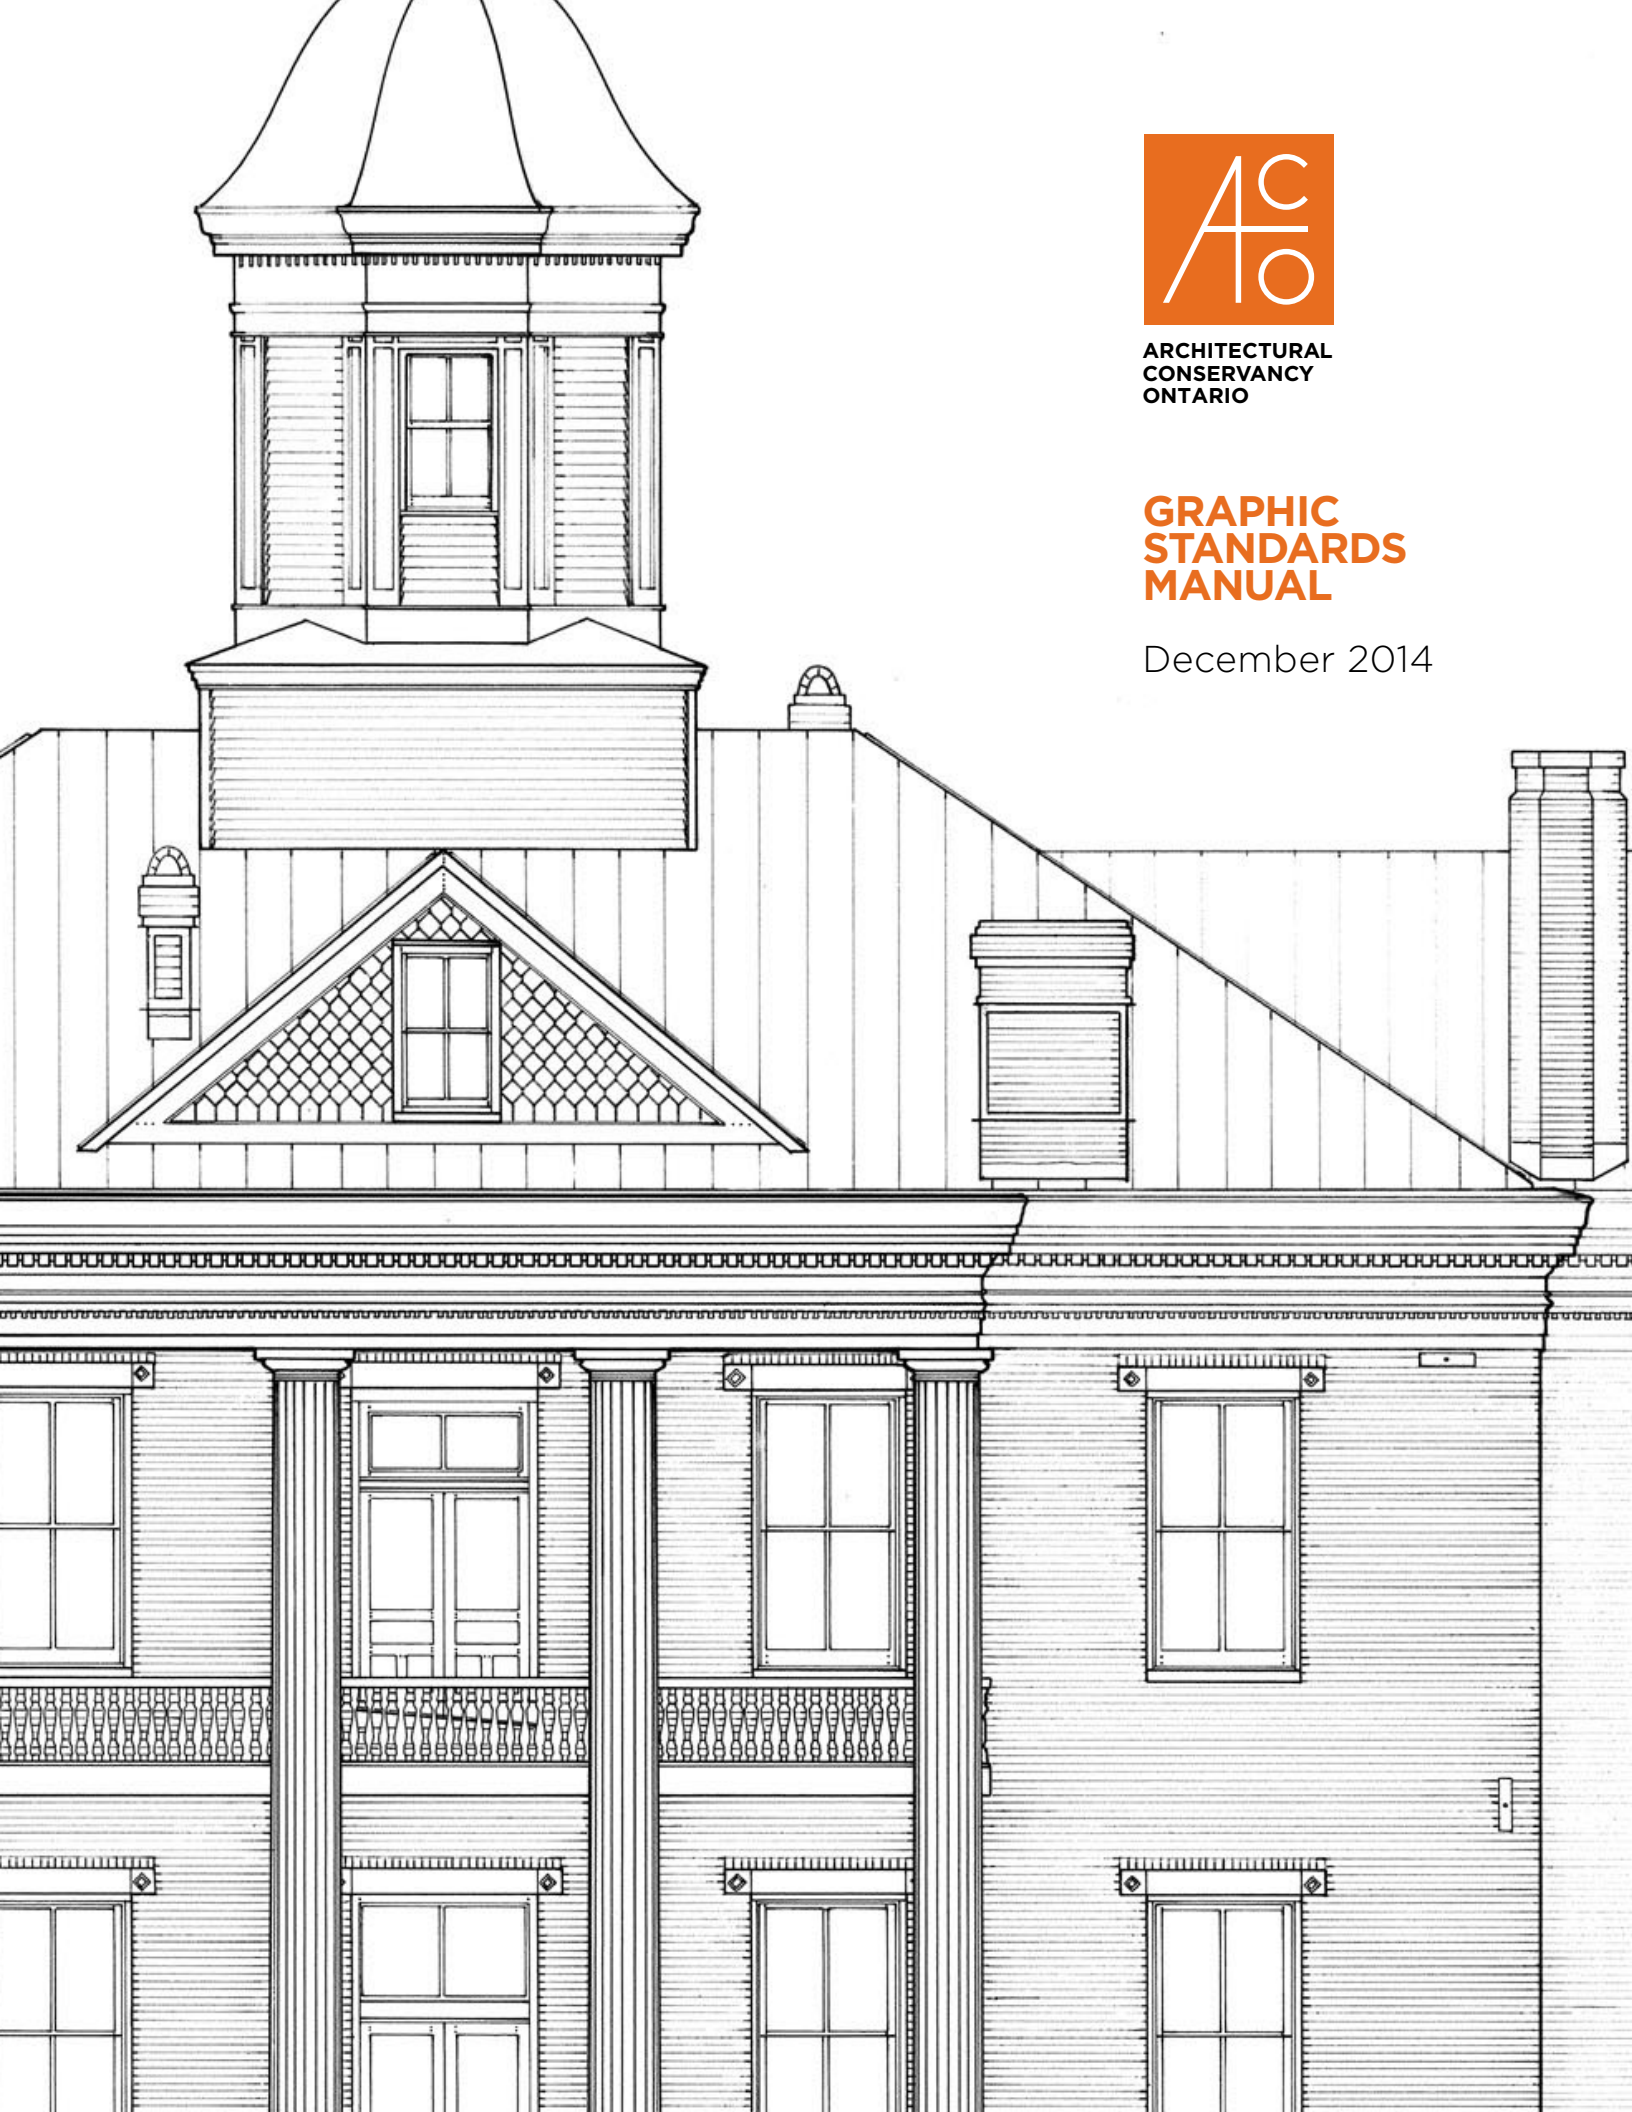 ACO
ARCHITECTURAL
CONSERVANCY
ONTARIO
GRAPHIC
STANDARDS
MANUAL
December 2014